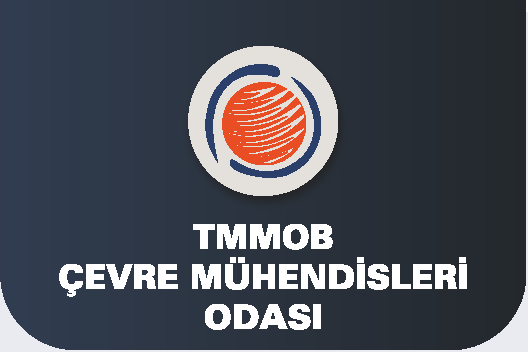 TMMOB
ÇEVRE MÜHENDİSLERİ
ODASI